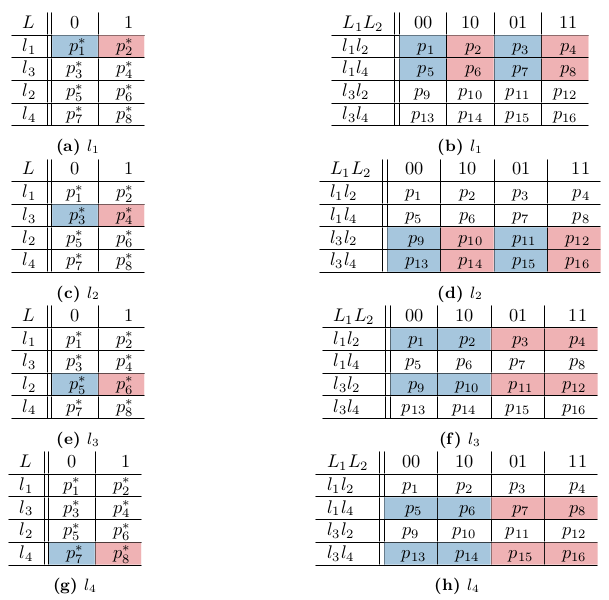 L 0 1 L₁L₂ 00 10 01 11
l₁ p₁* p₂* l₁l₂ p₁ p₂ p₃ p₄
l₃ p₃* p₄* l₁l₄ p₅ p₆ p₇ p₈
l₂ p₅* p₆* l₃l₂ p₉ p₁₀ p₁₁ p₁₂
l₄ p₇* p₈* l₃l₄ p₁₃ p₁₄ p₁₅ p₁₆
(a) l₁ (b) l₁
L 0 1 L₁L₂ 00 10 01 11
l₁ p₁* p₂* l₁l₂ p₁ p₂ p₃ p₄
l₃ p₃* p₄* l₁l₄ p₅ p₆ p₇ p₈
l₂ p₅* p₆* l₃l₂ p₉ p₁₀ p₁₁ p₁₂
l₄ p₇* p₈* l₃l₄ p₁₃ p₁₄ p₁₅ p₁₆
(c) l₂ (d) l₂
L 0 1 L₁L₂ 00 10 01 11
l₁ p₁* p₂* l₁l₂ p₁ p₂ p₃ p₄
l₃ p₃* p₄* l₁l₄ p₅ p₆ p₇ p₈
l₂ p₅* p₆* l₃l₂ p₉ p₁₀ p₁₁ p₁₂
l₄ p₇* p₈* l₃l₄ p₁₃ p₁₄ p₁₅ p₁₆
(e) l₃ (f) l₃
L 0 1 L₁L₂ 00 10 01 11
l₁ p₁* p₂* l₁l₂ p₁ p₂ p₃ p₄
l₃ p₃* p₄* l₁l₄ p₅ p₆ p₇ p₈
l₂ p₅* p₆* l₃l₂ p₉ p₁₀ p₁₁ p₁₂
l₄ p₇* p₈* l₃l₄ p₁₃ p₁₄ p₁₅ p₁₆
(g) l₄ (h) l₄